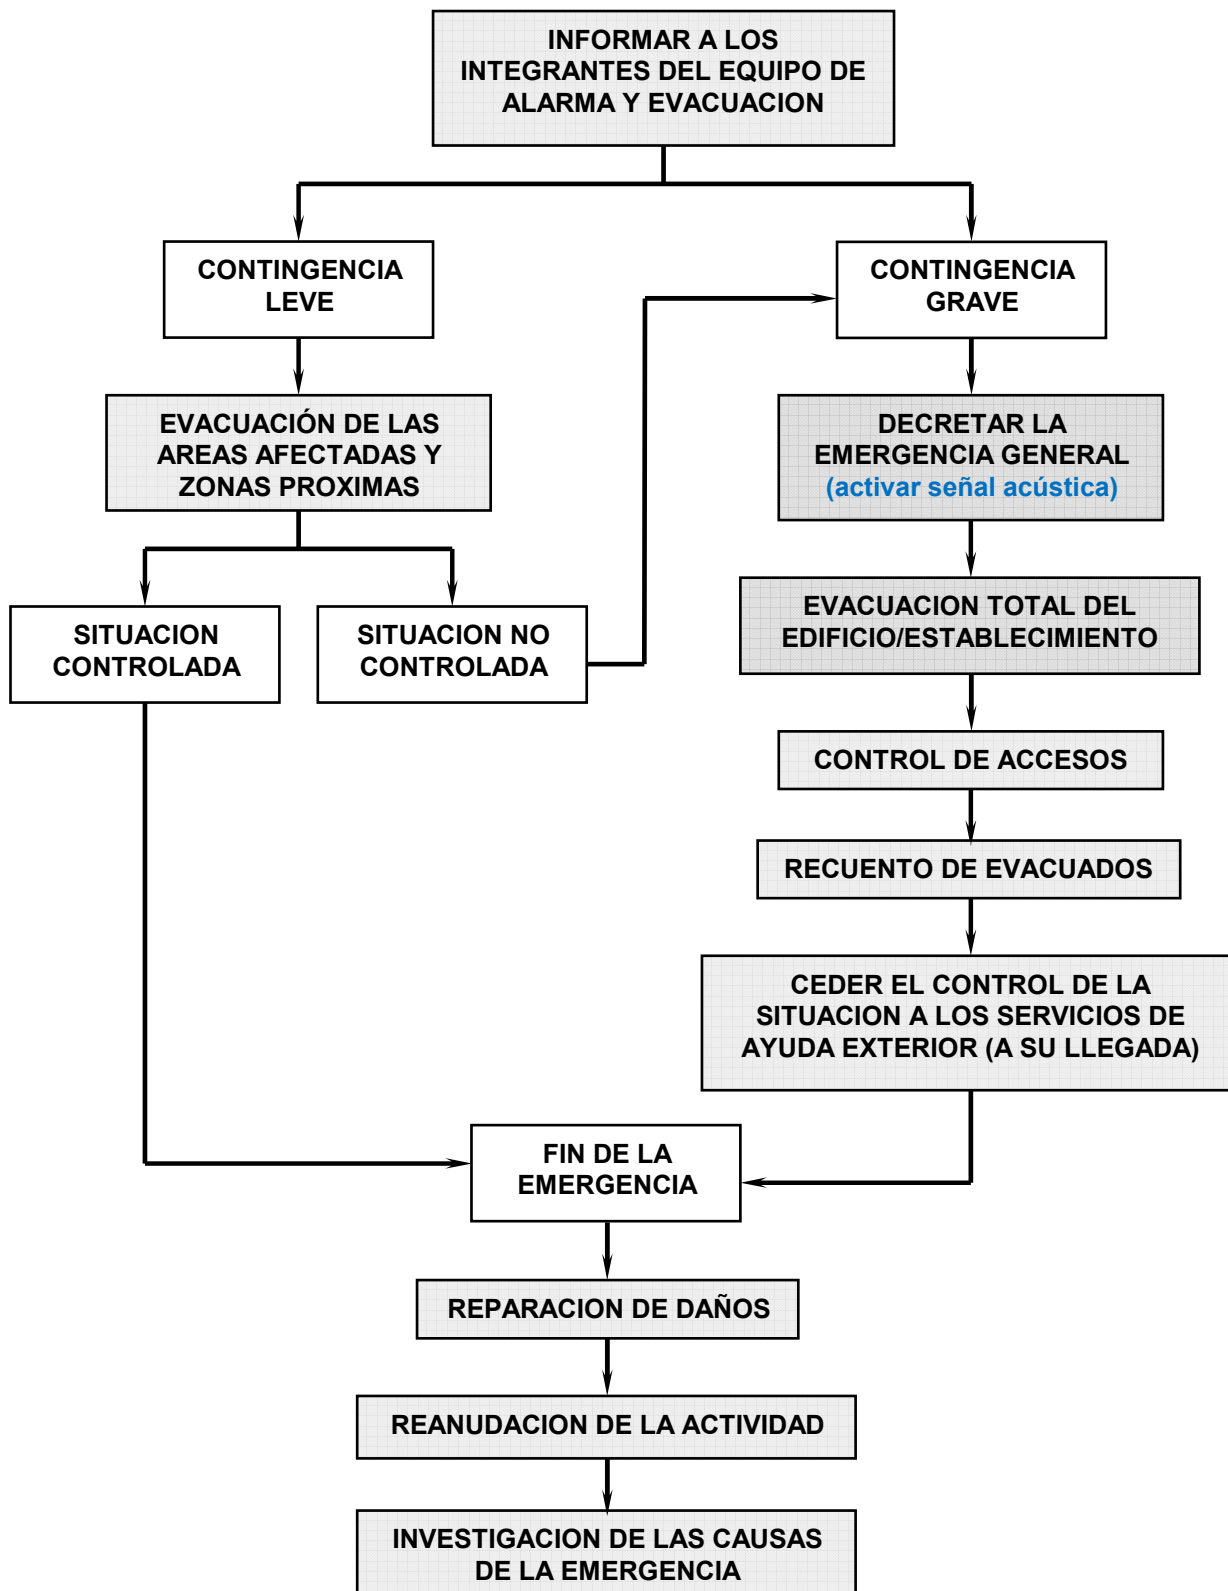 INFORMAR A LOS
INTEGRANTES DEL EQUIPO DE
ALARMA Y EVACUACION
CONTINGENCIA
LEVE
CONTINGENCIA
GRAVE
EVACUACIÓN DE LAS
AREAS AFECTADAS Y
ZONAS PROXIMAS
DECRETAR LA
EMERGENCIA GENERAL
(activar señal acústica)
SITUACION
CONTROLADA
SITUACION NO
CONTROLADA
EVACUACION TOTAL DEL
EDIFICIO/ESTABLECIMIENTO
CONTROL DE ACCESOS
RECUENTO DE EVACUADOS
CEDER EL CONTROL DE LA
SITUACION A LOS SERVICIOS DE
AYUDA EXTERIOR (A SU LLEGADA)
FIN DE LA
EMERGENCIA
REPARACION DE DAÑOS
REANUDACION DE LA ACTIVIDAD
INVESTIGACION DE LAS CAUSAS
DE LA EMERGENCIA